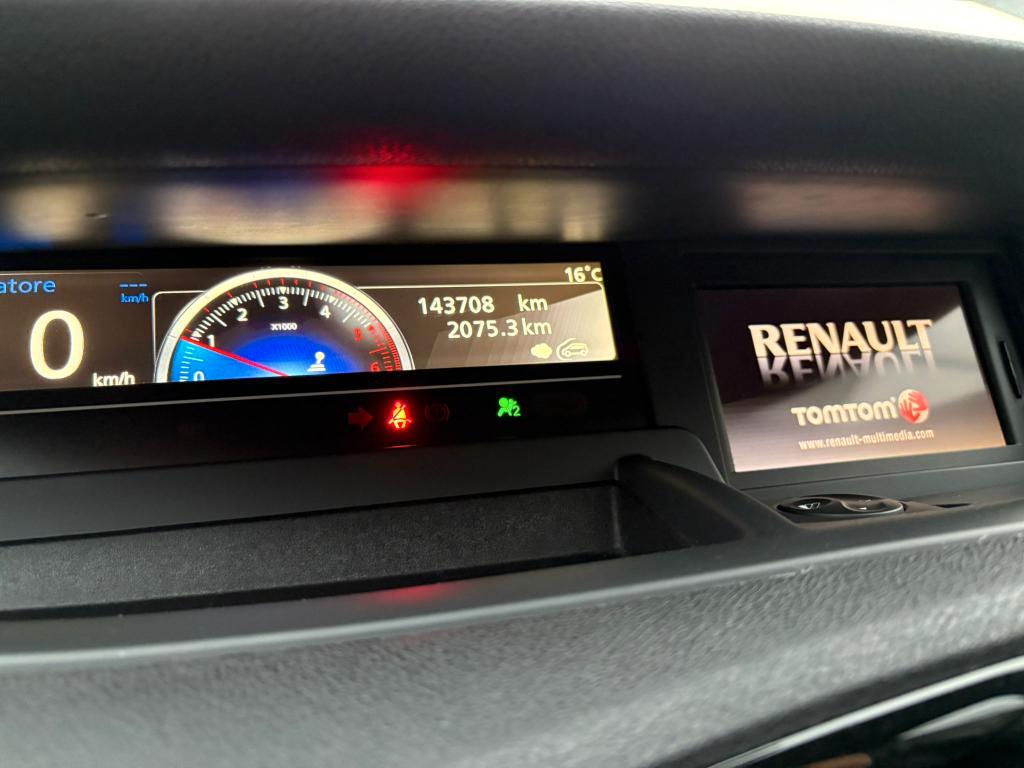 atore
---
km/h
0
km/h
0 1 2 3 4 5 6
X1000
16°C
143708 km
2075.3 km
2
RENAULT
TOMTOM
www.renault-multimedia.com